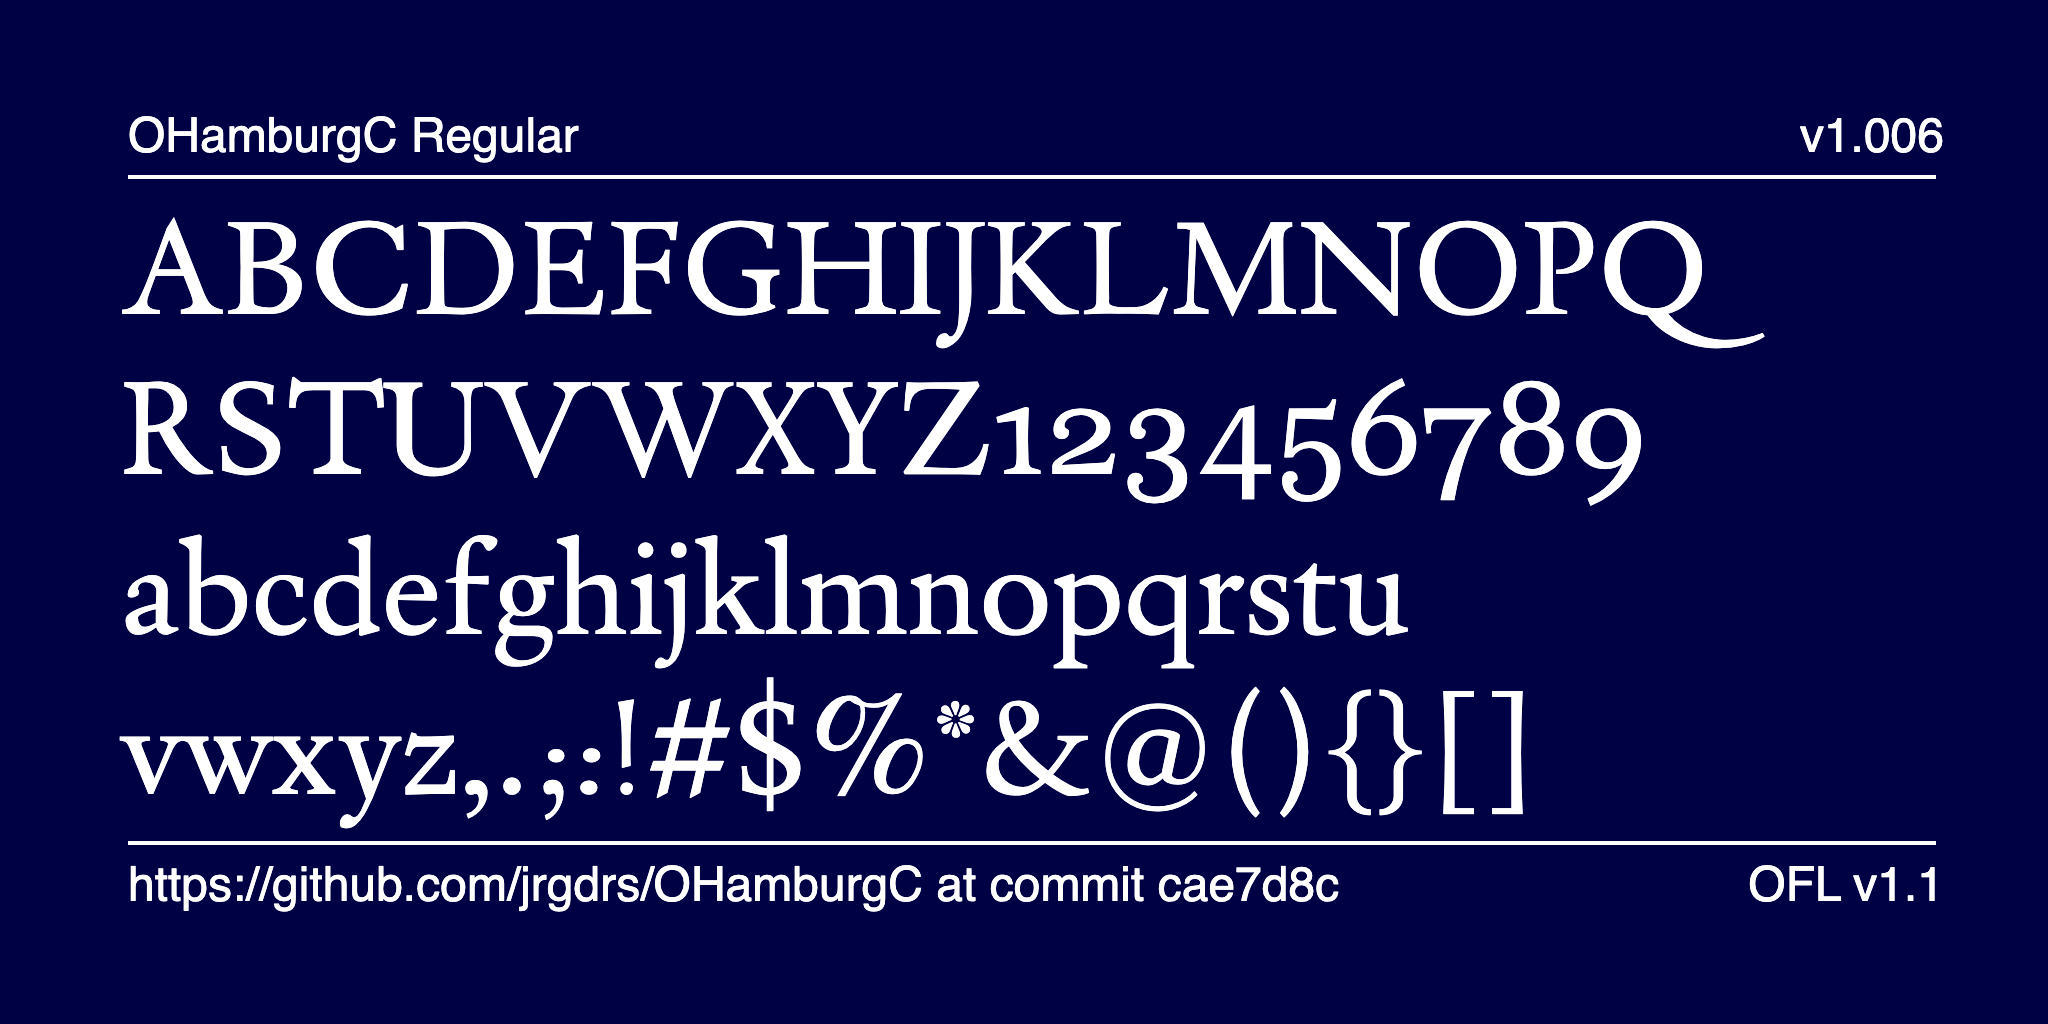 OHamburgC Regular
v1.006
ABCDEFGHIJKLMNOPQ
RSTUVWXYZ123456789
abcdefghijklmnopqrstu
vwxyz,.;:!#$%*&@(){}[]
https://github.com/jrgdrs/OHamburgC at commit cae7d8c
OFL v1.1